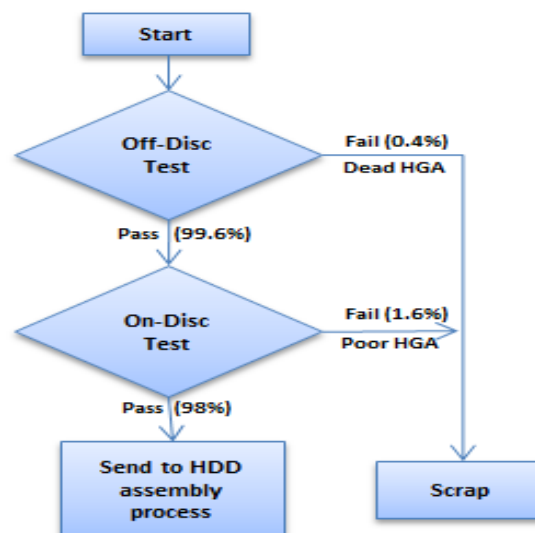 Start
Off-Disc
Test
Fail (0.4%)
Dead HGA
Pass (99.6%)
On-Disc
Test
Fail (1.6%)
Poor HGA
Pass (98%)
Send to HDD
assembly
process
Scrap